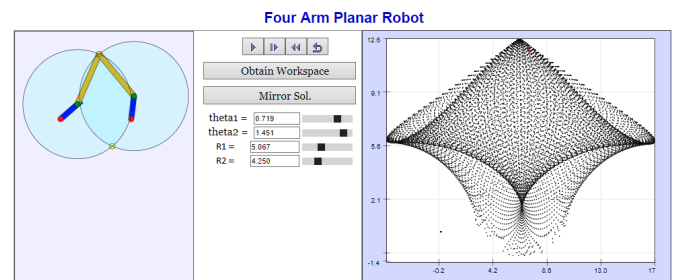 Four Arm Planar Robot
Obtain Workspace
Mirror Sol.
theta1 = 0.719
theta2 = 1.451
R1 = 5.067
R2 = 4.250
12.6
9.1
5.6
2.1
-1.4
-0.2 4.2 8.6 13.0 17